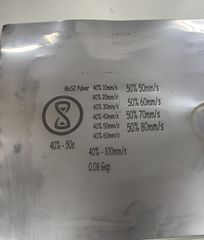 MoS2 Pulver
40% 10mm/s
40% 20mm/s
40% 30mm/s
40% 40mm/s
40% 50mm/s
40% 60mm/s
50% 50mm/s
50% 60mm/s
50% 70mm/s
50% 80mm/s
40% - 50s
40% - 100mm/s
0.08 Gap